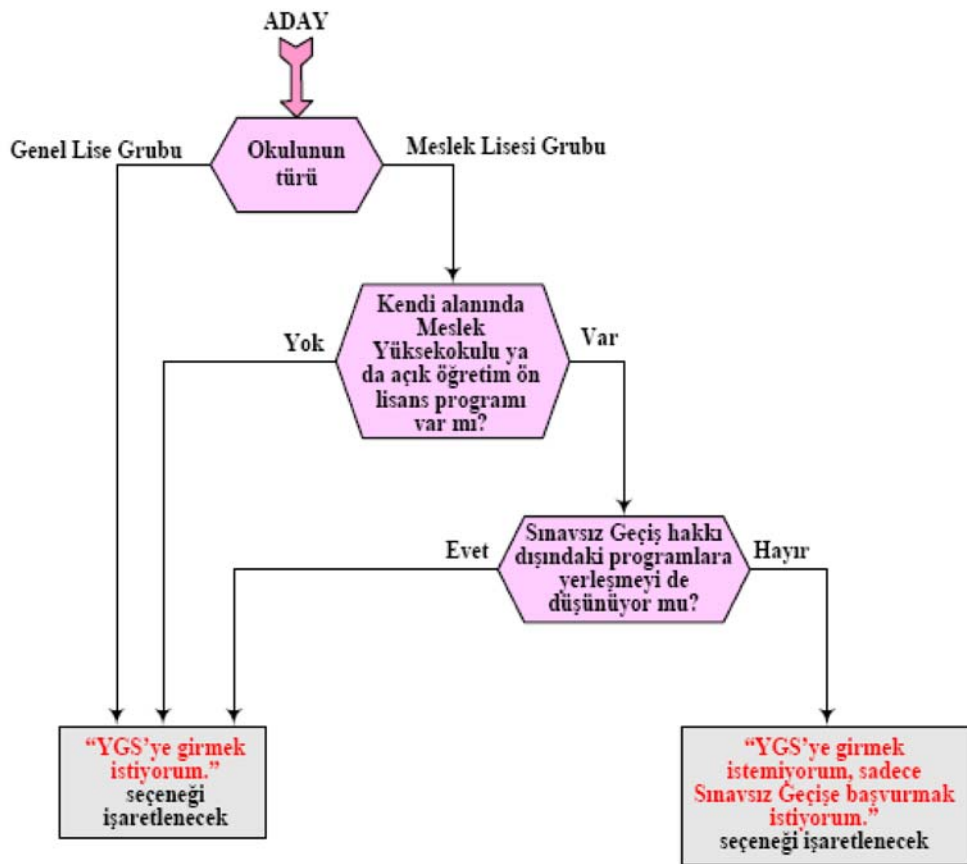 ADAY
Genel Lise Grubu
Okulunun
türü
Meslek Lisesi Grubu
Kendi alanında
Meslek
Yüksekokulu ya
da açık öğretim ön
lisans programı
var mı?
Yok
Var
Sınavsız Geçiş hakkı
dışındaki programlara
yerleşmeyi de
düşünüyor mu?
Evet
Hayır
“YGS’ye girmek
istiyorum.”
seçeneği
işaretlenecek
“YGS’ye girmek
istemiyorum, sadece
Sınavsız Geçişe başvurmak
istiyorum.”
seçeneği işaretlenecek